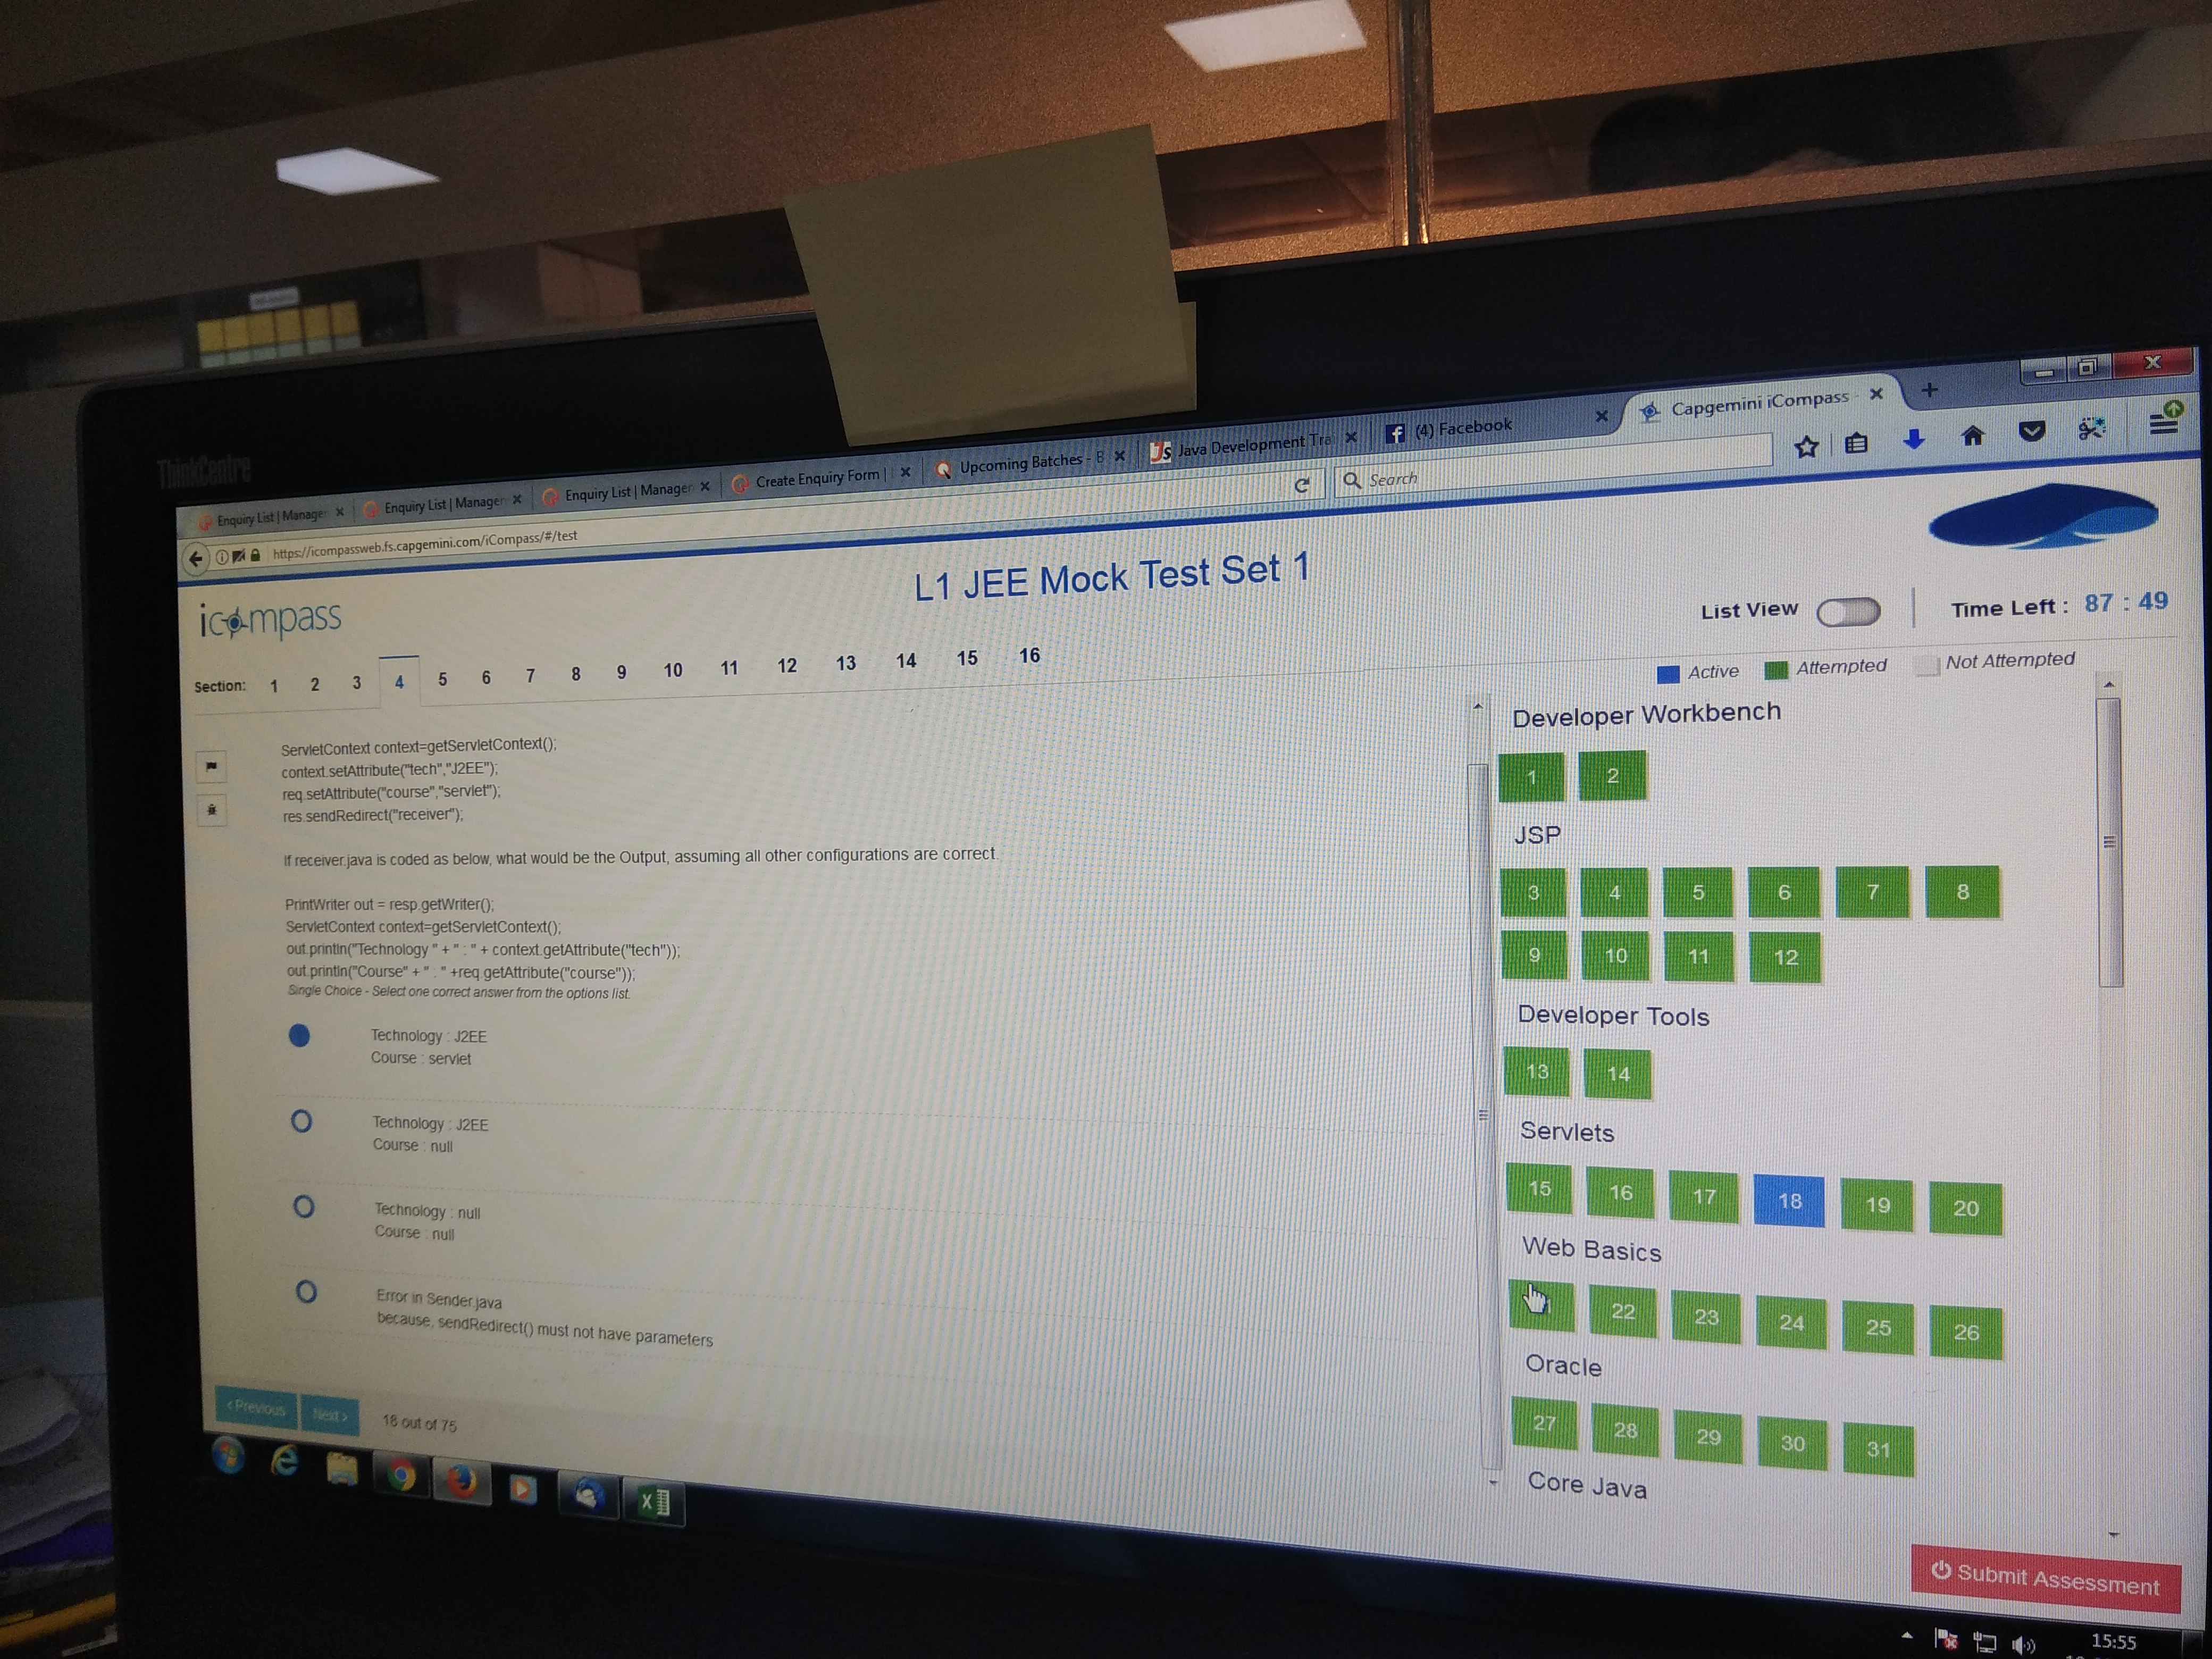 ThinkCentre
Enquiry List | Manager
Enquiry List | Manager
Enquiry List | Manager
Create Enquiry Form |
Upcoming Batches - B
Java Development Tra
(4) Facebook
Capgemini iCompass -
https://icompassweb.fs.capgemini.com/iCompass/#/test
Search
icompass
L1 JEE Mock Test Set 1
List View
Time Left : 87 : 49
Section: 1 2 3 4 5 6 7 8 9 10 11 12 13 14 15 16
Active Attempted Not Attempted
ServletContext context=getServletContext();
context.setAttribute("tech","J2EE");
req.setAttribute("course","servlet");
res.sendRedirect("receiver");
If receiver.java is coded as below, what would be the Output, assuming all other configurations are correct.
PrintWriter out = resp.getWriter();
ServletContext context=getServletContext();
out.println("Technology " + " : " + context.getAttribute("tech"));
out.println("Course" + " : " +req.getAttribute("course"));
Single Choice - Select one correct answer from the options list.
Technology : J2EE
Course : servlet
Technology : J2EE
Course : null
Technology : null
Course : null
Error in Sender.java
because, sendRedirect() must not have parameters
< Previous
Next >
18 out of 75
Developer Workbench
1 2
JSP
3 4 5 6 7 8
9 10 11 12
Developer Tools
13 14
Servlets
15 16 17 18 19 20
Web Basics
22 23 24 25 26
Oracle
27 28 29 30 31
Core Java
Submit Assessment
15:55